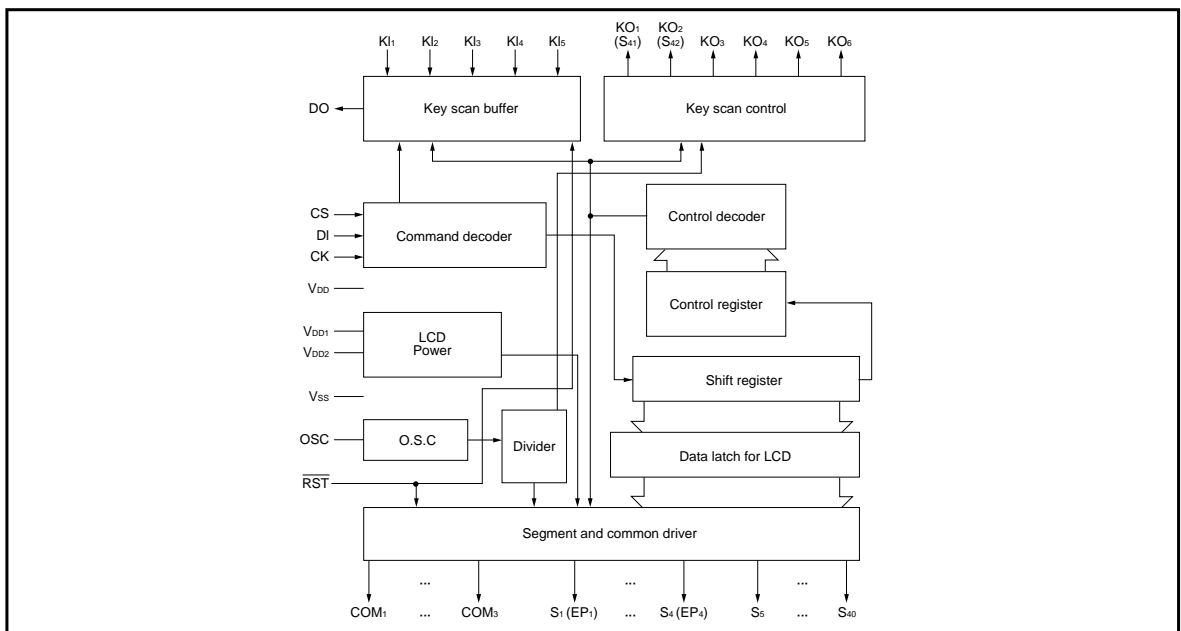 KO1 KO2
KI1 KI2 KI3 KI4 KI5 (S41) (S42) KO3 KO4 KO5 KO6
DO Key scan buffer Key scan control
CS
DI Command decoder Control decoder
CK
VDD
Control register
VDD1 LCD
VDD2 Power
Shift register
VSS
OSC O.S.C Divider Data latch for LCD
RST
Segment and common driver
... ... ...
COM1 ... COM3 S1 (EP1) ... S4 (EP4) S5 ... S40